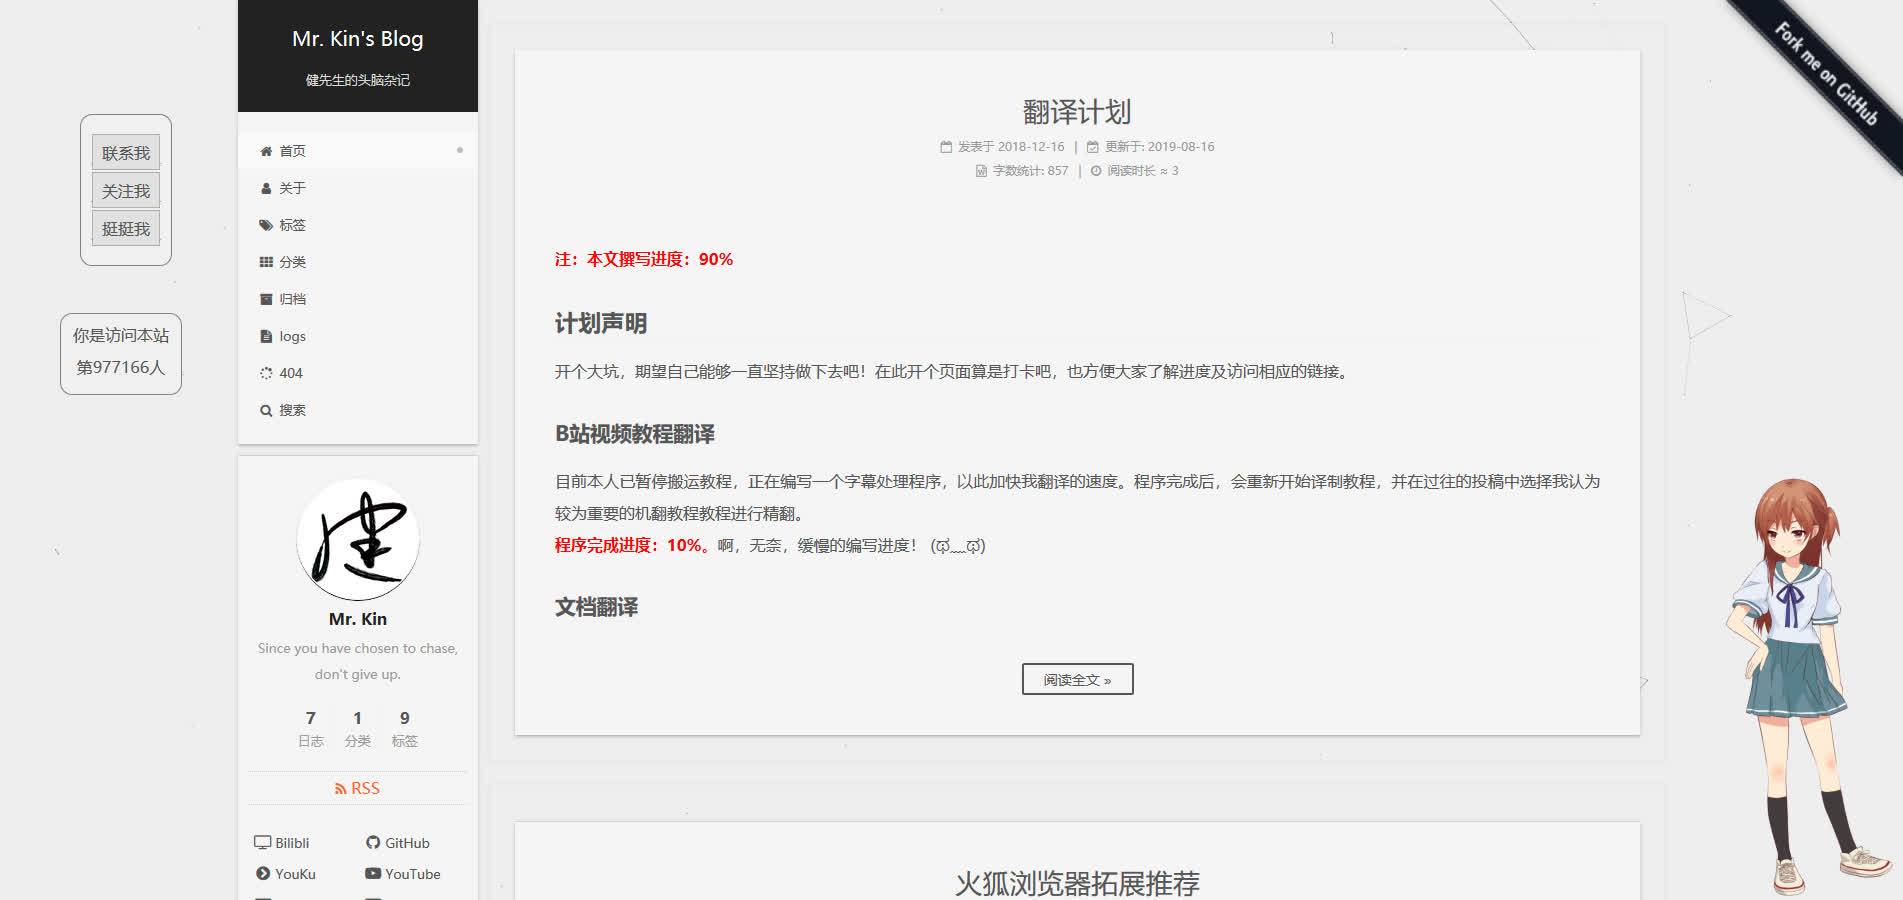 Mr. Kin's Blog
健先生的头脑杂记
首页
关于
标签
分类
归档
logs
404
搜索
联系我
关注我
挺挺我
你是访问本站
第977166人
健
Mr. Kin
Since you have chosen to chase,
don't give up.
7 1 9
日志 分类 标签
RSS
Bilibli GitHub
YouKu YouTube
翻译计划
发表于 2018-12-16 | 更新于: 2019-08-16
字数统计: 857 | 阅读时长 ≈ 3
注：本文撰写进度：90%
计划声明
开个大坑，期望自己能够一直坚持做下去吧！在此开个页面算是打卡吧，也方便大家了解进度及访问相应的链接。
B站视频教程翻译
目前本人已暂停搬运教程，正在编写一个字幕处理程序，以此加快我翻译的速度。程序完成后，会重新开始译制教程，并在过往的投稿中选择我认为
较为重要的机翻教程教程进行精翻。
程序完成进度：10%。啊，无奈，缓慢的编写进度！ (ಥ﹏ಥ)
文档翻译
阅读全文 »
火狐浏览器拓展推荐
Fork me on GitHub